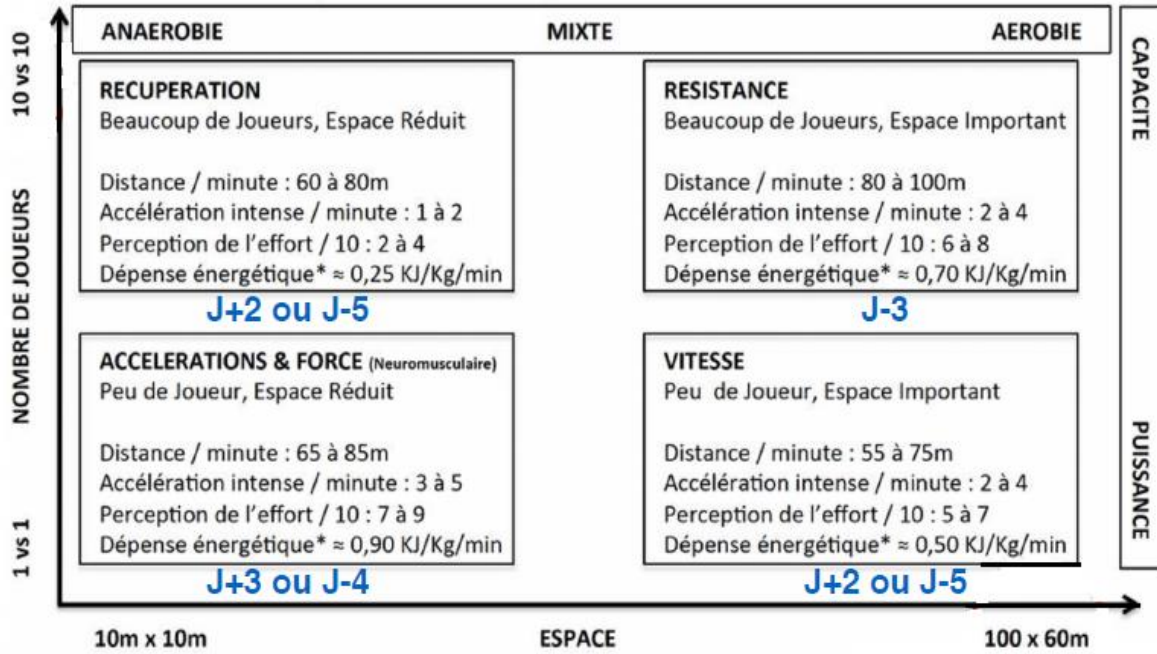 ANAEROBIE MIXTE AEROBIE
RECUPERATION
Beaucoup de Joueurs, Espace Réduit
Distance / minute : 60 à 80m
Accélération intense / minute : 1 à 2
Perception de l'effort / 10 : 2 à 4
Dépense énergétique* ≈ 0,25 KJ/Kg/min
J+2 ou J-5
RESISTANCE
Beaucoup de Joueurs, Espace Important
Distance / minute : 80 à 100m
Accélération intense / minute : 2 à 4
Perception de l'effort / 10 : 6 à 8
Dépense énergétique* ≈ 0,70 KJ/Kg/min
J-3
ACCELERATIONS & FORCE (Neuromusculaire)
Peu de Joueur, Espace Réduit
Distance / minute : 65 à 85m
Accélération intense / minute : 3 à 5
Perception de l'effort / 10 : 7 à 9
Dépense énergétique* ≈ 0,90 KJ/Kg/min
J+3 ou J-4
VITESSE
Peu de Joueur, Espace Important
Distance / minute : 55 à 75m
Accélération intense / minute : 2 à 4
Perception de l'effort / 10 : 5 à 7
Dépense énergétique* ≈ 0,50 KJ/Kg/min
J+2 ou J-5
10 vs 10
NOMBRE DE JOUEURS
1 vs 1
CAPACITE
PUISSANCE
10m x 10m ESPACE 100 x 60m